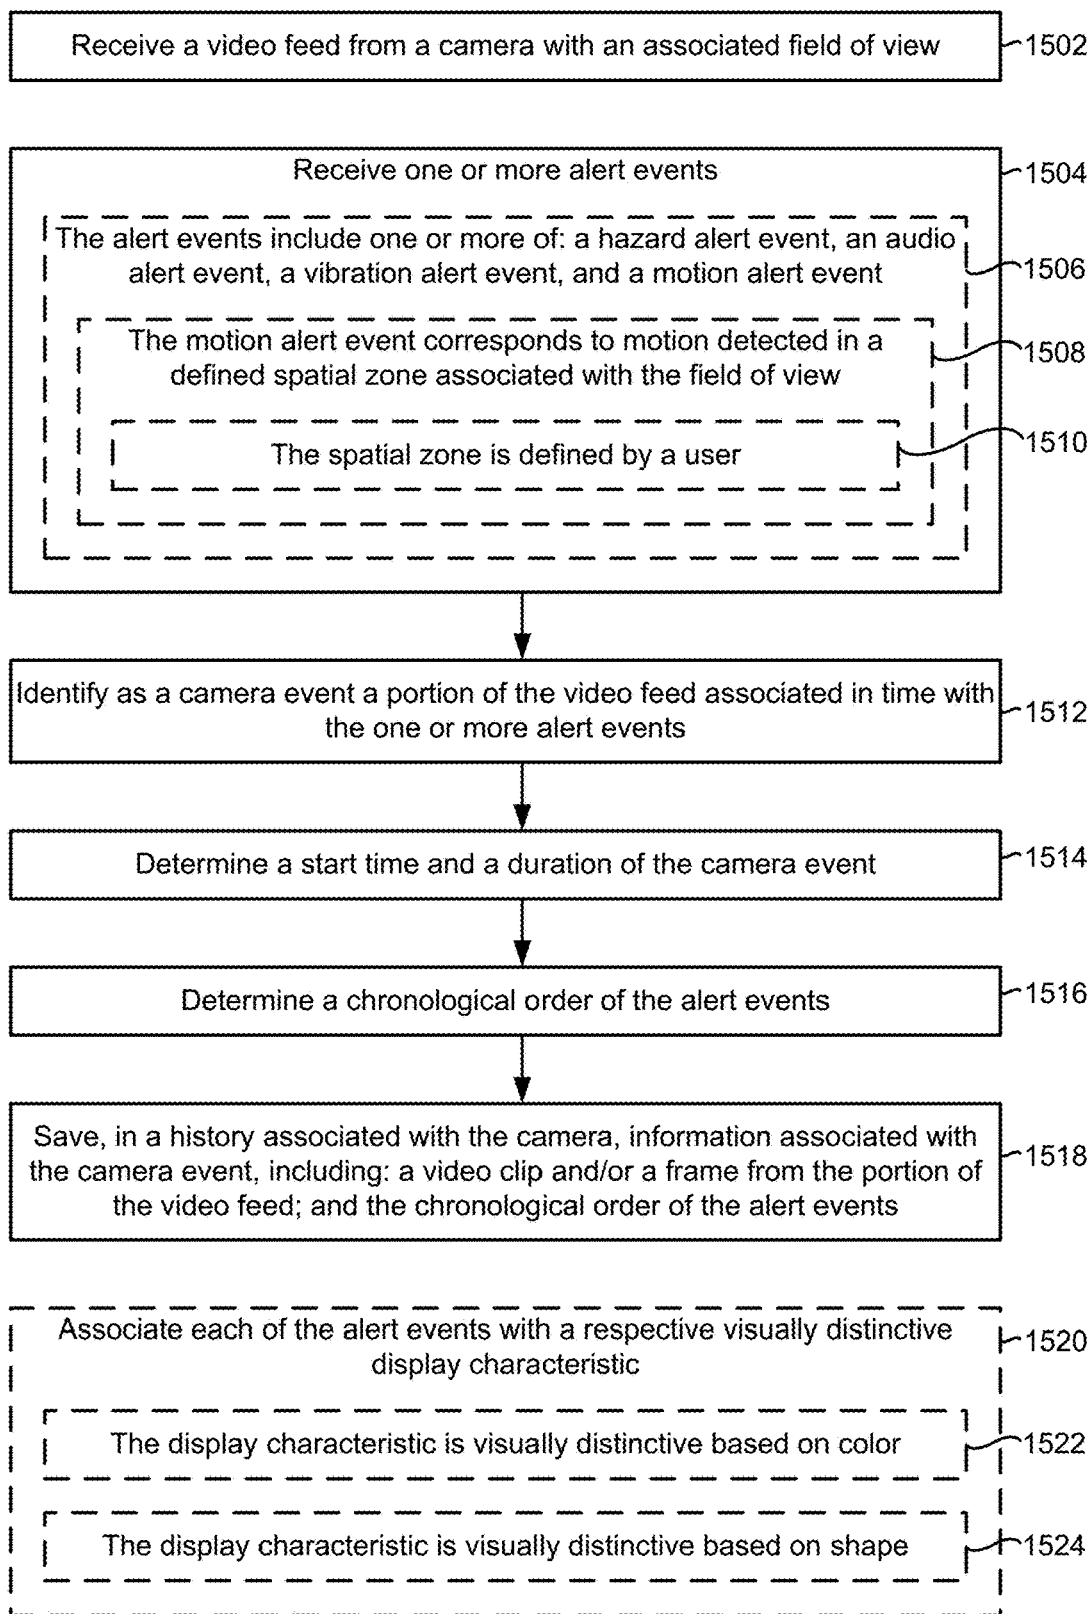 Receive a video feed from a camera with an associated field of view
1502
Receive one or more alert events
1504
The alert events include one or more of: a hazard alert event, an audio
alert event, a vibration alert event, and a motion alert event
1506
The motion alert event corresponds to motion detected in a
defined spatial zone associated with the field of view
1508
The spatial zone is defined by a user
1510
Identify as a camera event a portion of the video feed associated in time with
the one or more alert events
1512
Determine a start time and a duration of the camera event
1514
Determine a chronological order of the alert events
1516
Save, in a history associated with the camera, information associated with
the camera event, including: a video clip and/or a frame from the portion of
the video feed; and the chronological order of the alert events
1518
Associate each of the alert events with a respective visually distinctive
display characteristic
1520
The display characteristic is visually distinctive based on color
1522
The display characteristic is visually distinctive based on shape
1524